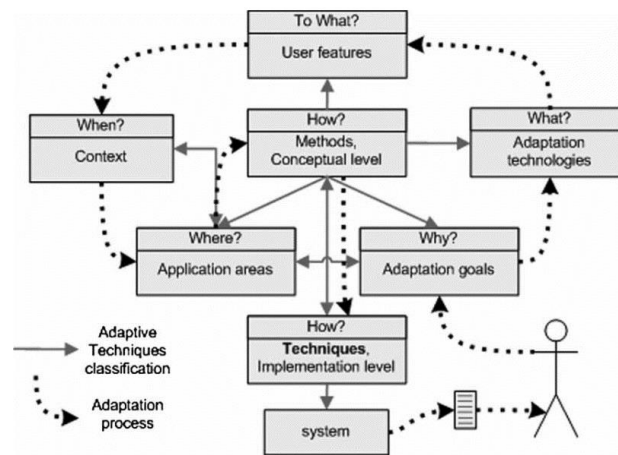 To What?
User features
When?
Context
How?
Methods,
Conceptual level
What?
Adaptation
technologies
Where?
Application areas
Why?
Adaptation goals
How?
Techniques,
Implementation level
system
Adaptive
Techniques
classification
Adaptation
process